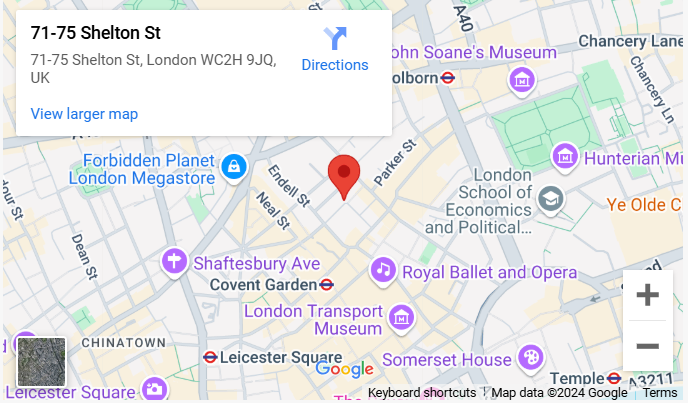 71-75 Shelton St
71-75 Shelton St, London WC2H 9JQ,
UK
Directions
View larger map
A40
John Soane's Museum
Chancery Lane
Holborn
Chancery Ln
Forbidden Planet
London Megastore
Parker St
Endell St
Neal St
Hunterian Mu
London
School of
Economics
and Political...
Ye Olde C
Dean St
Shaftesbury Ave
Royal Ballet and Opera
Covent Garden
London Transport
Museum
CHINATOWN
Leicester Square
Google
Somerset House
Temple
A3211
Leicester Square
Keyboard shortcuts
Map data ©2024 Google
Terms